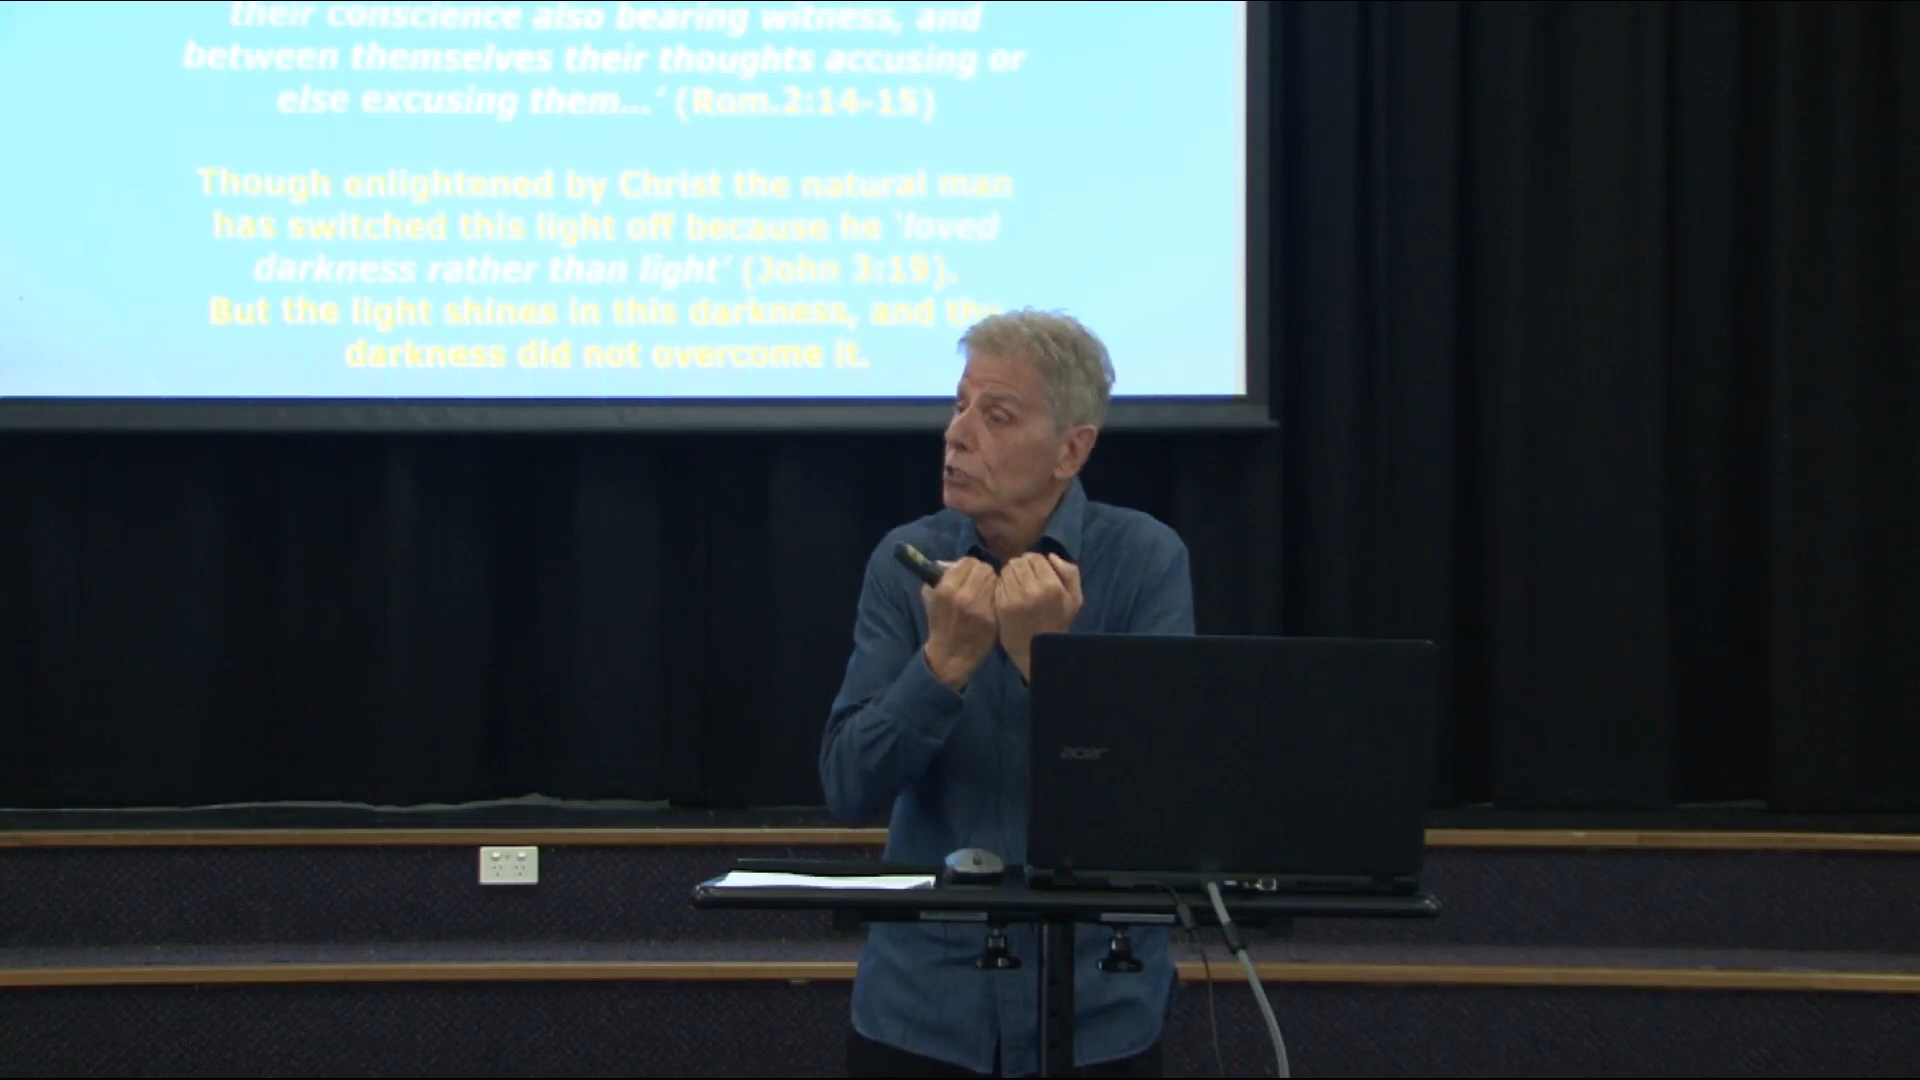 their conscience also bearing witness, and
between themselves their thoughts accusing or
else excusing them...' (Rom.2:14-15)
Though enlightened by Christ the natural man
has switched this light off because he 'loved
darkness rather than light' (John 3:19).
But the light shines in this darkness, and the
darkness did not overcome it.
acer